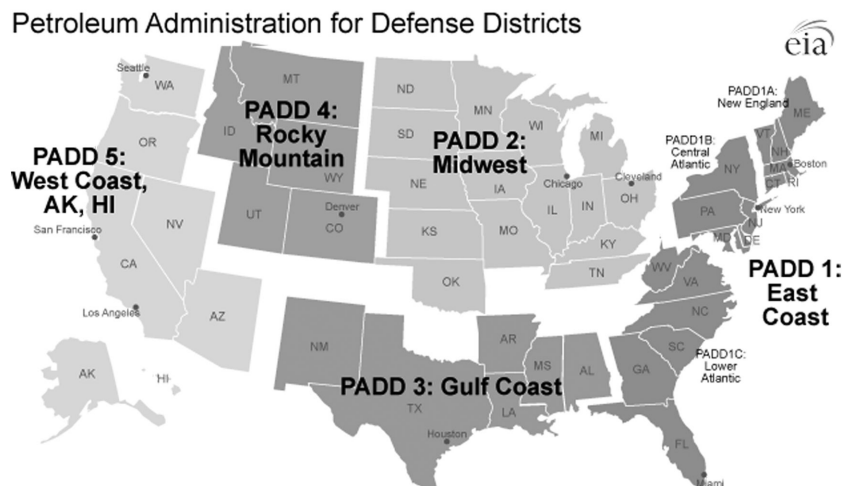 Petroleum Administration for Defense Districts
eia
Seattle
WA
MT
ND
MN
PADD1A:
New England
ME
PADD 4:
Rocky
Mountain
ID
OR
SD
WI
MI
PADD1B:
Central
Atlantic
VT
NH
Boston
MA
CT
RI
NY
PADD 5:
West Coast,
AK, HI
PADD 2:
Midwest
WY
NE
IA
Chicago
Cleveland
PA
New York
NJ
San Francisco
NV
UT
Denver
CO
KS
MO
IL
IN
OH
MD
DE
WV
VA
KY
PADD 1:
East
Coast
CA
OK
TN
NC
Los Angeles
AZ
NM
AR
SC
PADD1C:
Lower
Atlantic
MS
AL
GA
AK
HI
PADD 3: Gulf Coast
TX
LA
Houston
FL
Miami